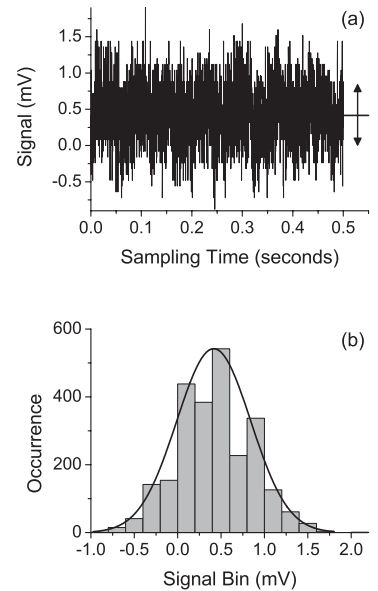 (a)
1.5
1.0
0.5
0.0
-0.5
Signal (mV)
0.0 0.1 0.2 0.3 0.4 0.5
Sampling Time (seconds)
(b)
600
400
200
0
Occurrence
-1.0 -0.5 0.0 0.5 1.0 1.5 2.0
Signal Bin (mV)